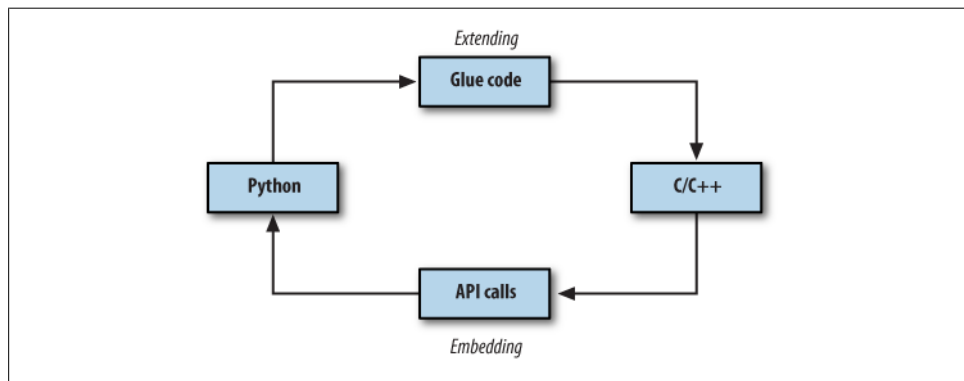 Extending
Glue code
Python
C/C++
API calls
Embedding